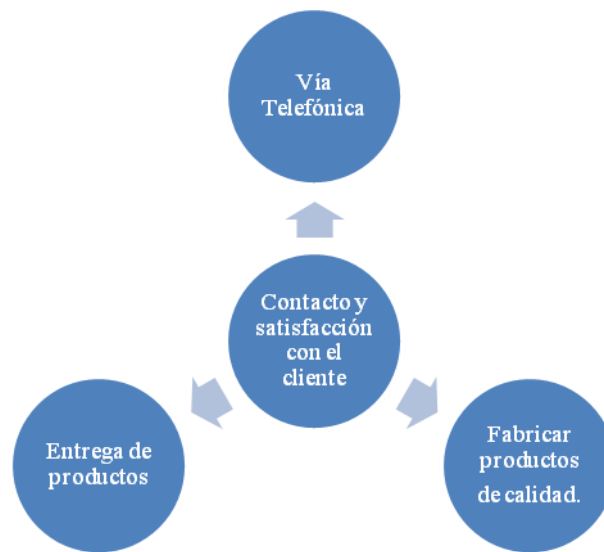 Vía
Telefónica
Contacto y
satisfacción
con el
cliente
Entrega de
productos
Fabricar
productos
de calidad.